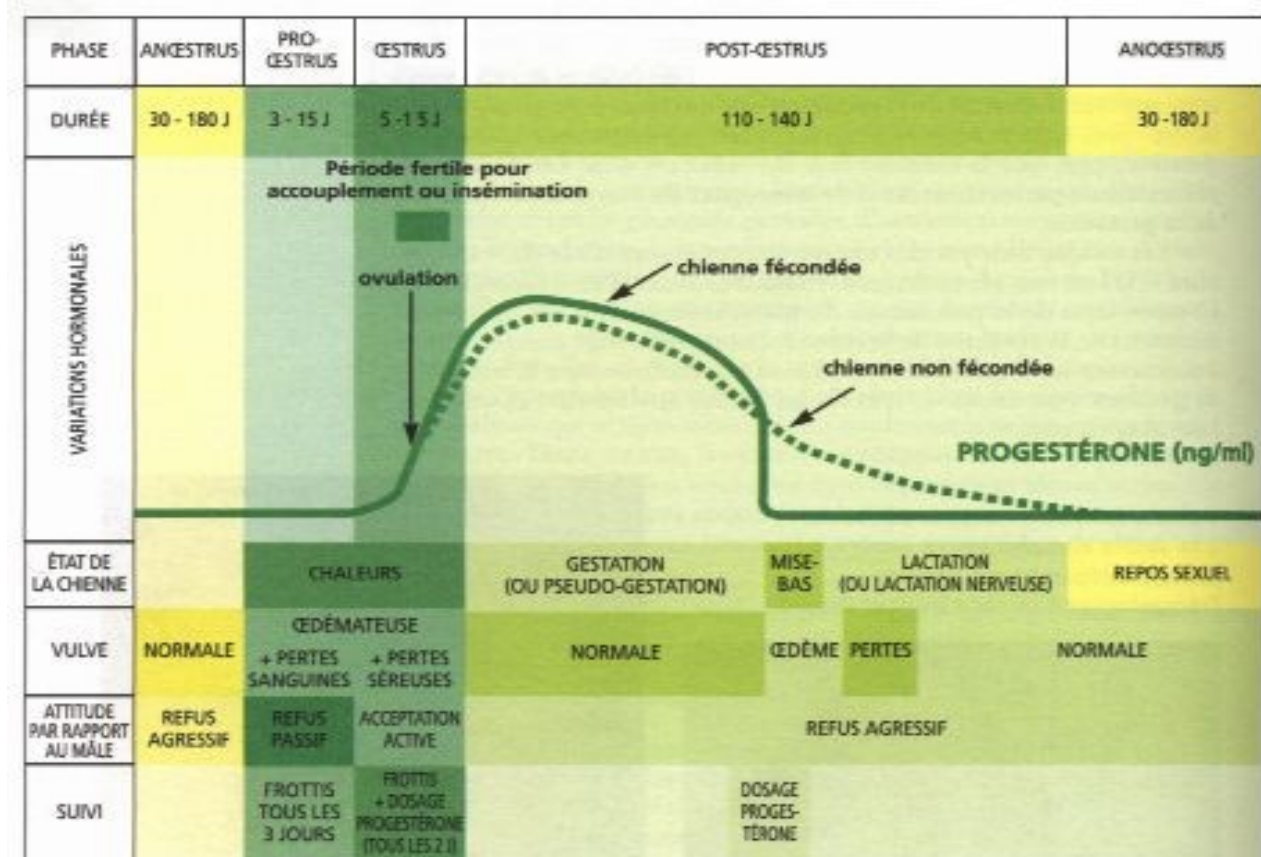 PHASE
ANŒSTRUS
PRO-
ŒSTRUS
ŒSTRUS
POST-ŒSTRUS
ANOŒSTRUS
DURÉE
30 - 180 J
3 - 15 J
5 -1 5 J
110 - 140 J
30 -180 J
VARIATIONS HORMONALES
Période fertile pour
accouplement ou insémination
ovulation
chienne fécondée
chienne non fécondée
PROGESTÉRONE (ng/ml)
ÉTAT DE
LA CHIENNE
CHALEURS
GESTATION
(OU PSEUDO-GESTATION)
MISE-
BAS
LACTATION
(OU LACTATION NERVEUSE)
REPOS SEXUEL
VULVE
NORMALE
ŒDÉMATEUSE
+ PERTES
SANGUINES
+ PERTES
SÉREUSES
NORMALE
ŒDÈME
PERTES
NORMALE
ATTITUDE
PAR RAPPORT
AU MÂLE
REFUS
AGRESSIF
REFUS
PASSIF
ACCEPTATION
ACTIVE
REFUS AGRESSIF
SUIVI
FROTTIS
TOUS LES
3 JOURS
FROTTIS
+ DOSAGE
PROGESTÉRONE
(TOUS LES 2 J)
DOSAGE
PROGES-
TÉRONE